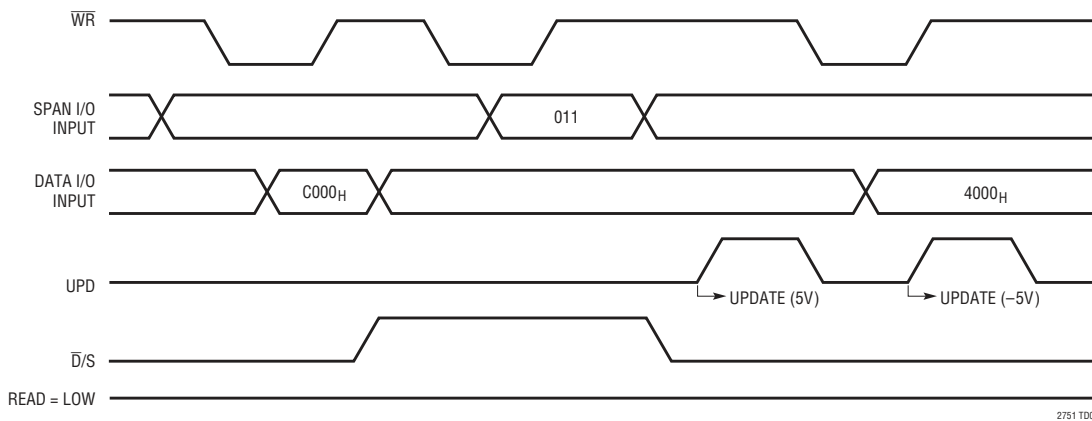 WR
SPAN I/O
INPUT
011
DATA I/O
INPUT
C000H
4000H
UPD
UPDATE (5V)
UPDATE (–5V)
D/S
READ = LOW